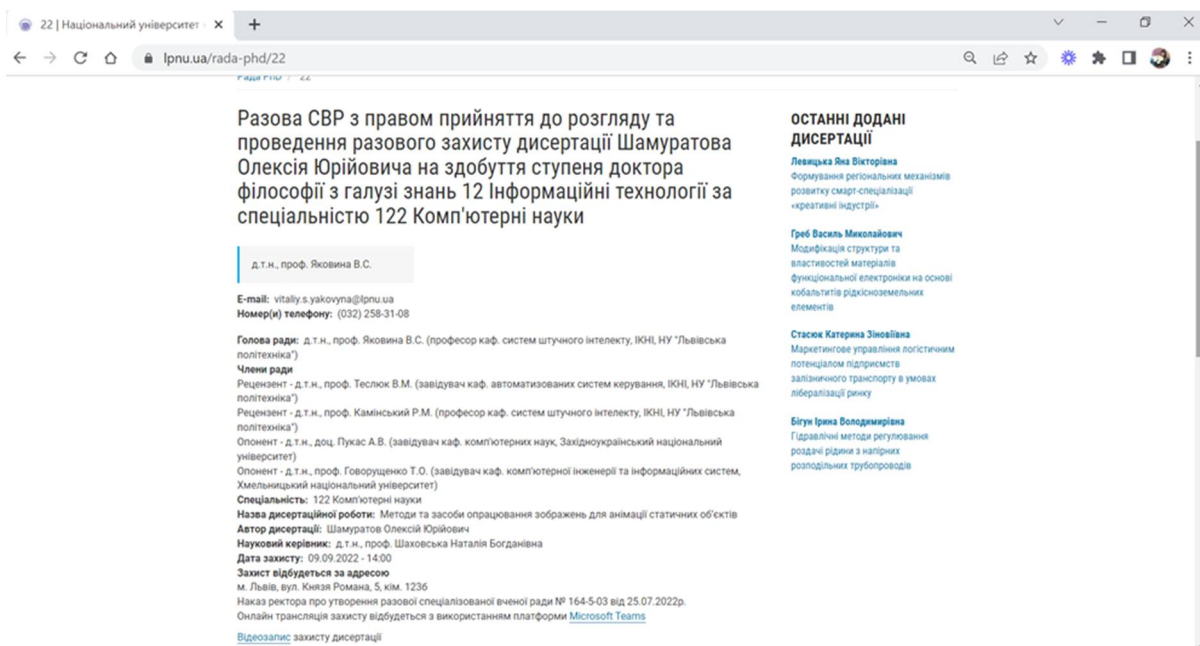 22 | Національний університет
lpnu.ua/rada-phd/22
Рада PhD / 22
Разова СВР з правом прийняття до розгляду та
проведення разового захисту дисертації Шамуратова
Олексія Юрійовича на здобуття ступеня доктора
філософії з галузі знань 12 Інформаційні технології за
спеціальністю 122 Комп'ютерні науки
д.т.н., проф. Яковина В.С.
E-mail: vitaliy.s.yakovyna@lpnu.ua
Номер(и) телефону: (032) 258-31-08
Голова ради: д.т.н., проф. Яковина В.С. (професор каф. систем штучного інтелекту, ІКНІ, НУ "Львівська
політехніка")
Члени ради
Рецензент - д.т.н., проф. Теслюк В.М. (завідувач каф. автоматизованих систем керування, ІКНІ, НУ "Львівська
політехніка")
Рецензент - д.т.н., проф. Камінський Р.М. (професор каф. систем штучного інтелекту, ІКНІ, НУ "Львівська
політехніка")
Опонент - д.т.н., доц. Пукас А.В. (завідувач каф. комп'ютерних наук, Західноукраїнський національний
університет)
Опонент - д.т.н., проф. Говорущенко Т.О. (завідувач каф. комп'ютерної інженерії та інформаційних систем,
Хмельницький національний університет)
Спеціальність: 122 Комп'ютерні науки
Назва дисертаційної роботи: Методи та засоби опрацювання зображень для анімації статичних об'єктів
Автор дисертації: Шамуратов Олексій Юрійович
Науковий керівник: д.т.н., проф. Шаховська Наталія Богданівна
Дата захисту: 09.09.2022 - 14:00
Захист відбудеться за адресою
м. Львів, вул. Князя Романа, 5, кім. 1236
Наказ ректора про утворення разової спеціалізованої вченої ради № 164-5-03 від 25.07.2022р.
Онлайн трансляція захисту відбудеться з використанням платформи Microsoft Teams
Відеозапис захисту дисертації
ОСТАННІ ДОДАНІ
ДИСЕРТАЦІЇ
Левицька Яна Вікторівна
Формування регіональних механізмів
розвитку смарт-спеціалізації
«креативні індустрії»
Греб Василь Миколайович
Модифікація структури та
властивостей матеріалів
функціональної електроніки на основі
кобальтитів рідкісноземельних
елементів
Стасюк Катерина Зіновіївна
Маркетингове управління логістичним
потенціалом підприємств
залізничного транспорту в умовах
лібералізації ринку
Бігун Ірина Володимирівна
Гідравлічні методи регулювання
роздачі рідини з напірних
розподільних трубопроводів